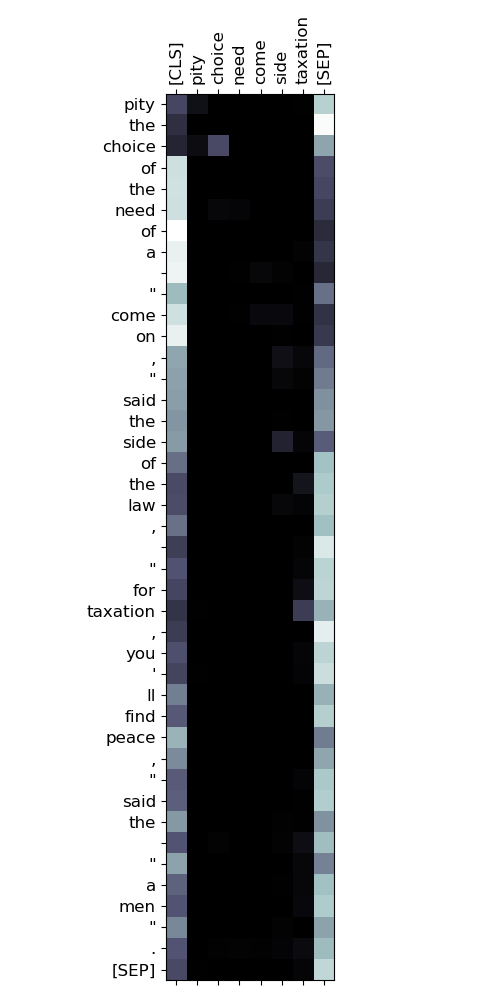 [CLS]
pity
choice
need
come
side
taxation
[SEP]
pity
the
choice
of
the
need
of
a
"
come
on
,
"
said
the
side
of
the
law
,
"
for
taxation
,
you
'
ll
find
peace
,
"
said
the
"
a
men
"
.
[SEP]